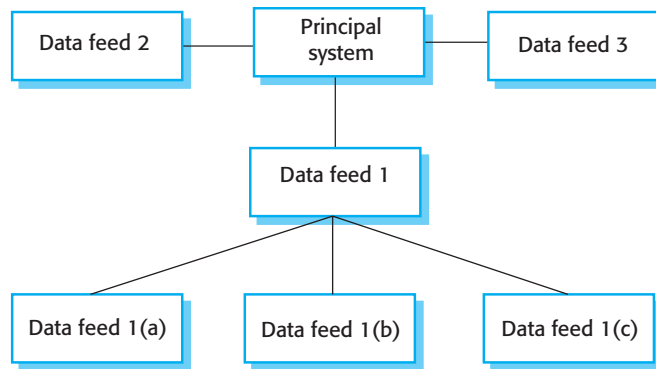 Data feed 2
Principal
system
Data feed 3
Data feed 1
Data feed 1(a)
Data feed 1(b)
Data feed 1(c)